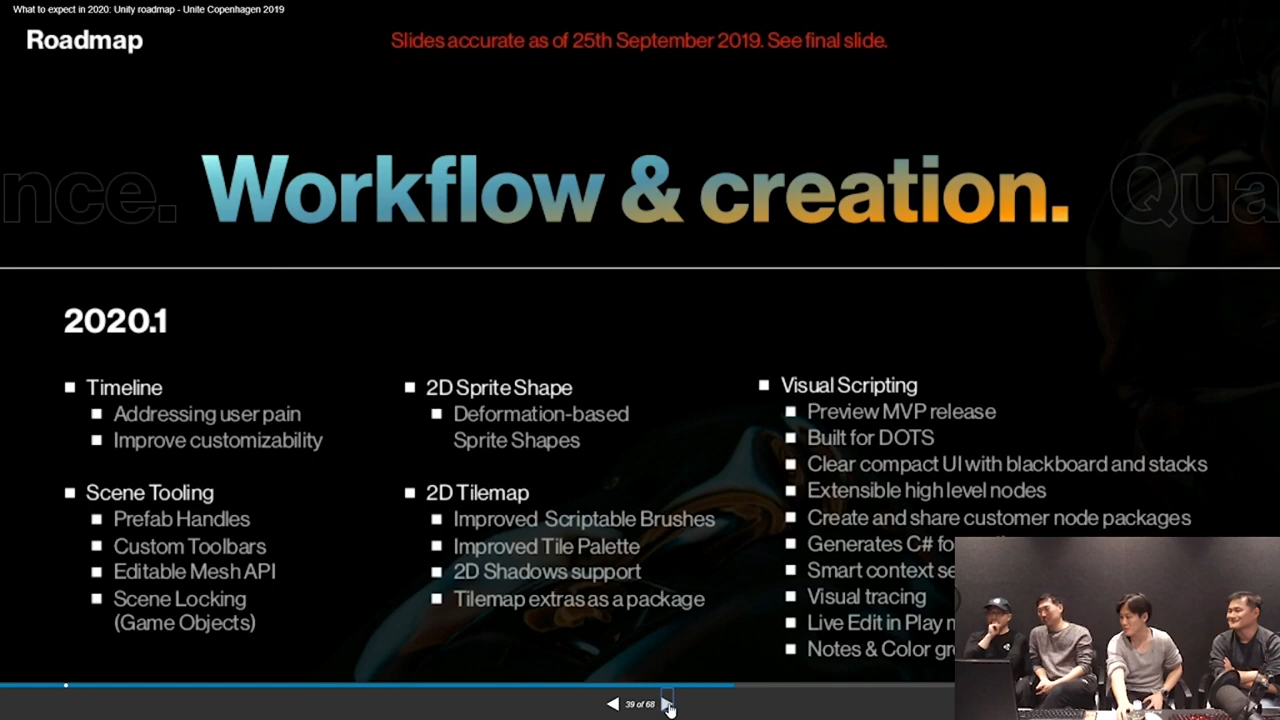 What to expect in 2020: Unity roadmap - Unite Copenhagen 2019
Roadmap
Slides accurate as of 25th September 2019. See final slide.
nce. Workflow & creation. Qua
2020.1
Timeline
Addressing user pain
Improve customizability
Scene Tooling
Prefab Handles
Custom Toolbars
Editable Mesh API
Scene Locking
(Game Objects)
2D Sprite Shape
Deformation-based
Sprite Shapes
2D Tilemap
Improved Scriptable Brushes
Improved Tile Palette
2D Shadows support
Tilemap extras as a package
Visual Scripting
Preview MVP release
Built for DOTS
Clear compact UI with blackboard and stacks
Extensible high level nodes
Create and share customer node packages
Generates C#
Smart context
Visual tracing
Live Edit in Play
Notes & Color
39 of 68